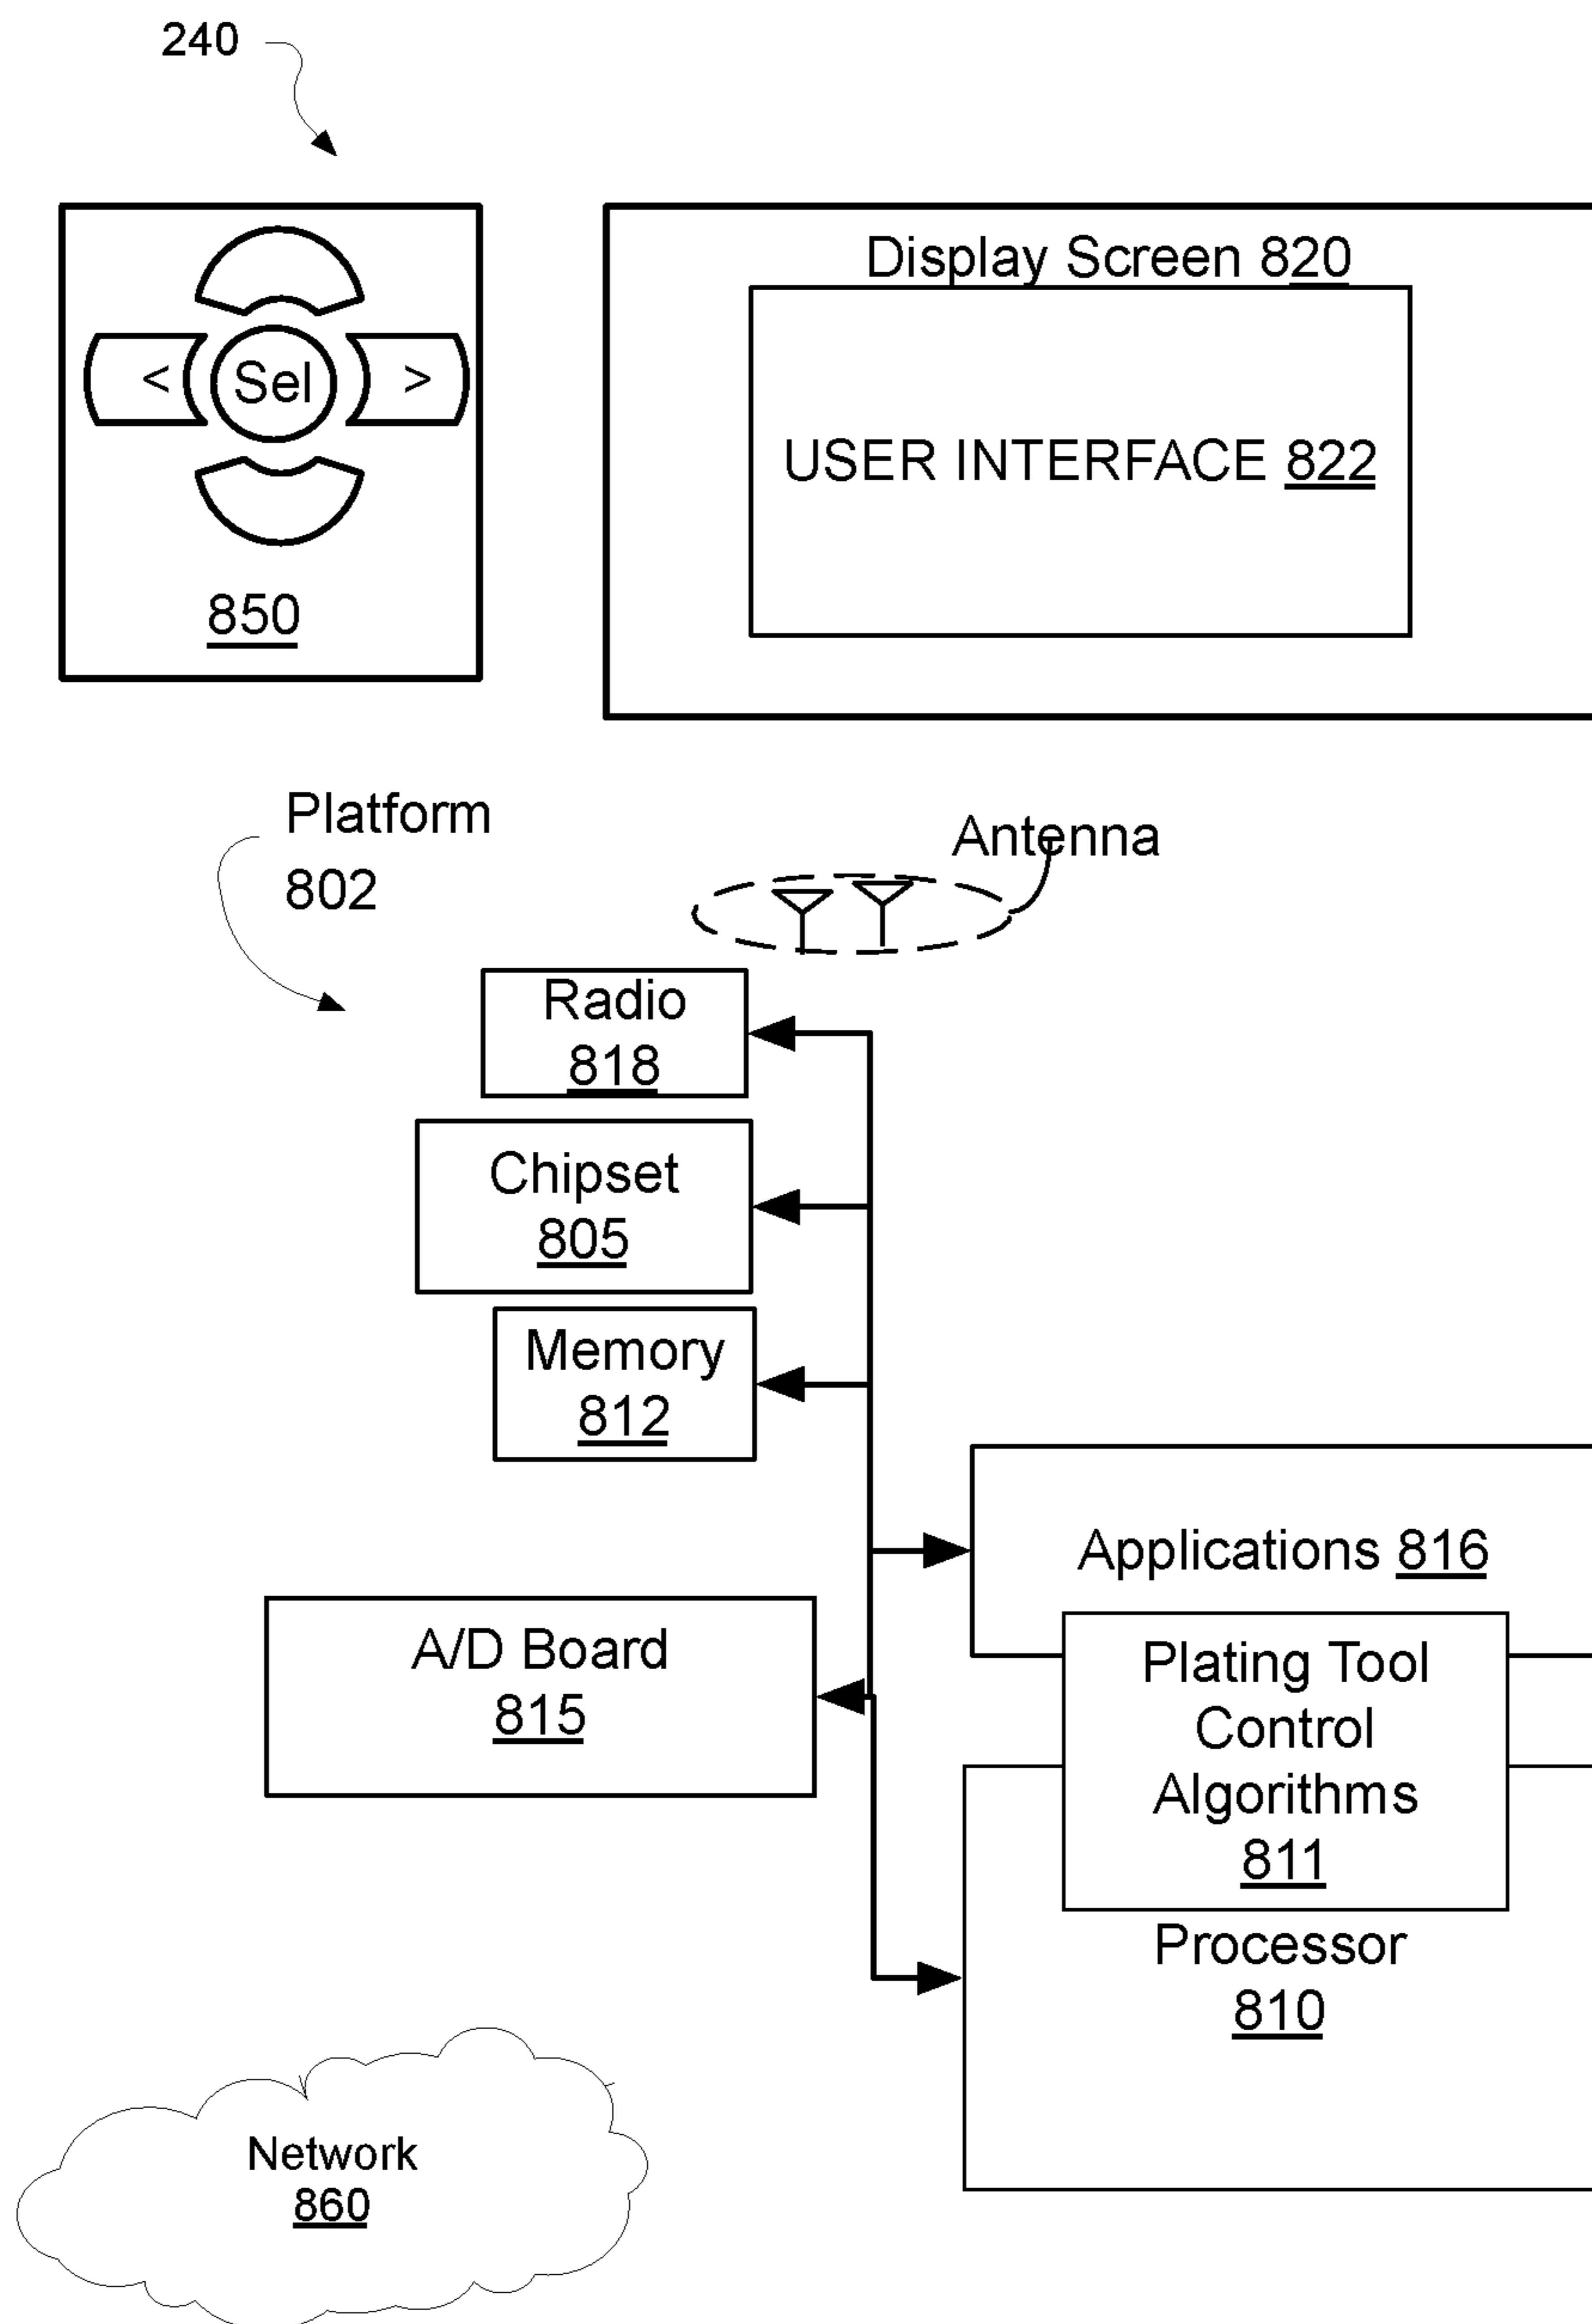 240
Display Screen 820
< Sel >
USER INTERFACE 822
850
Platform
802
Antenna
Radio
818
Chipset
805
Memory
812
Applications 816
A/D Board
815
Plating Tool
Control
Algorithms
811
Processor
810
Network
860